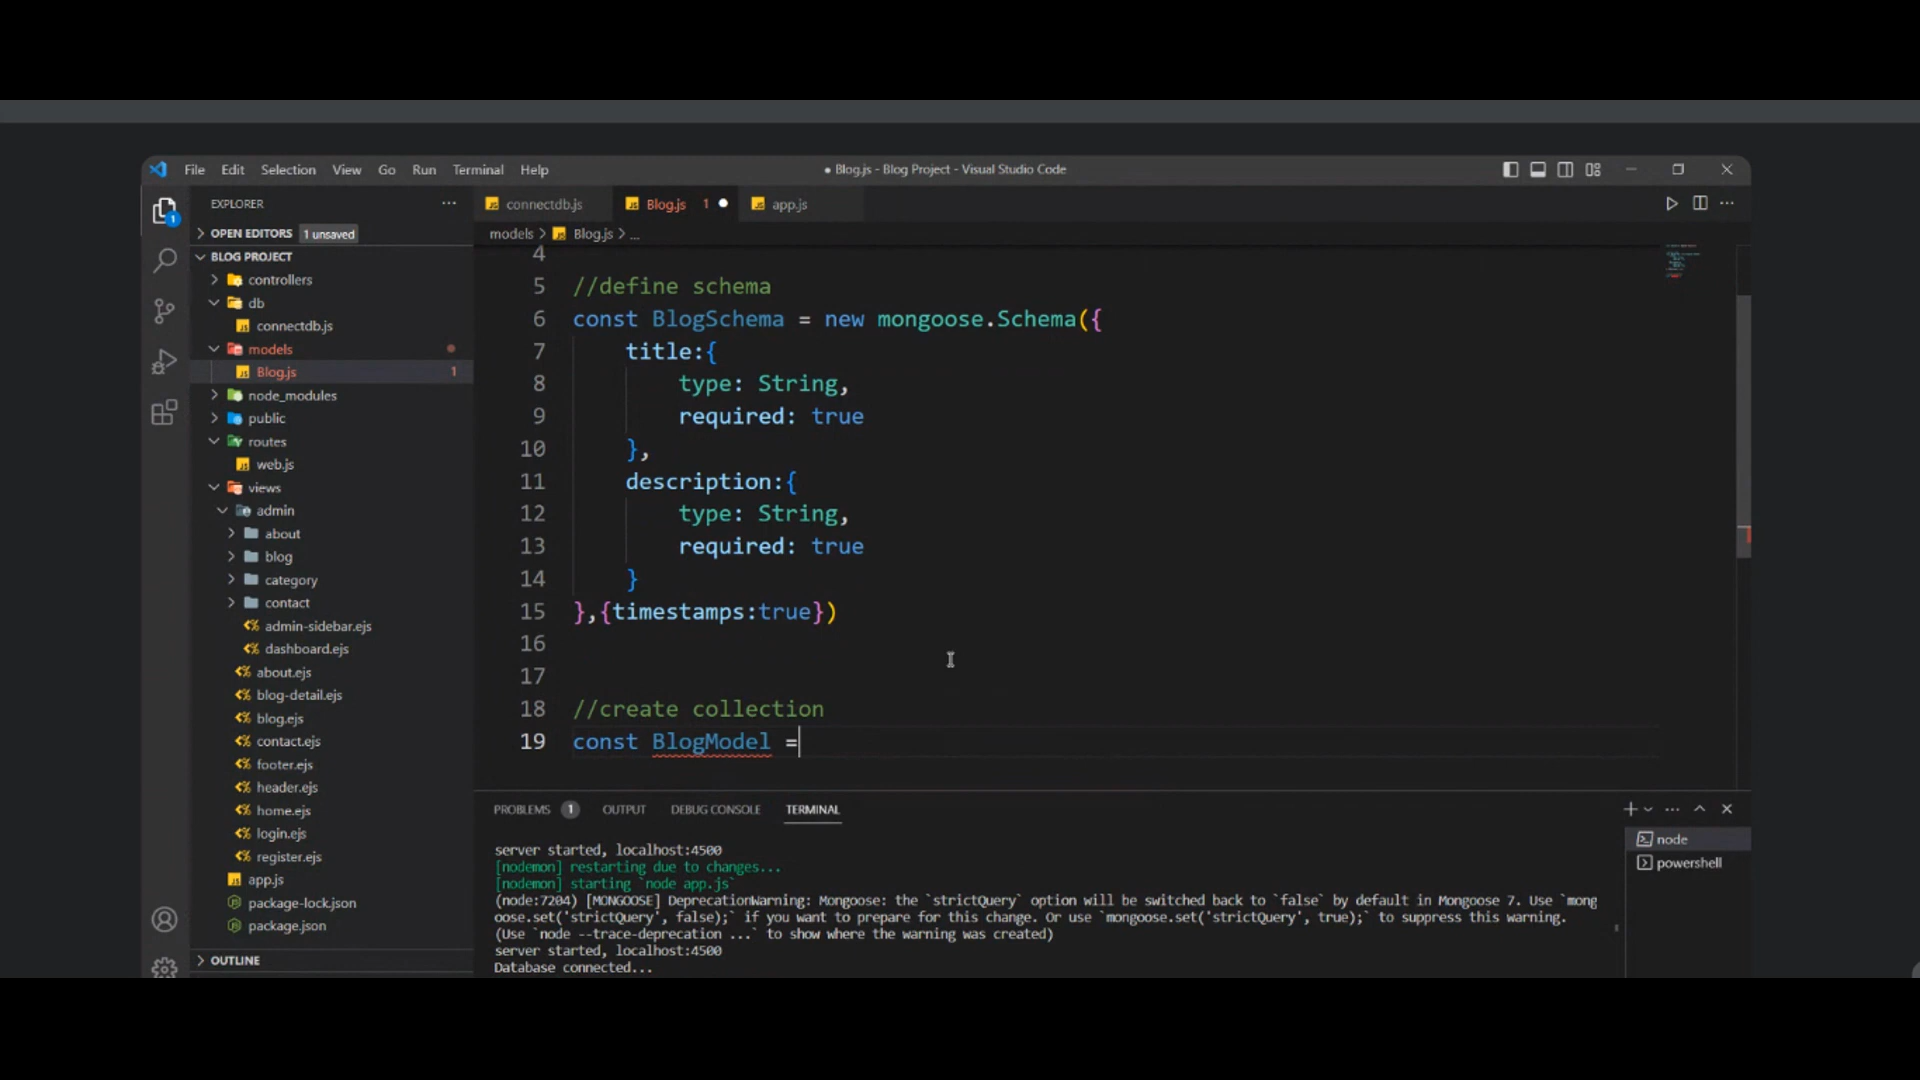 File Edit Selection View Go Run Terminal Help
● Blog.js - Blog Project - Visual Studio Code
EXPLORER
OPEN EDITORS 1 unsaved
BLOG PROJECT
controllers
db
connectdb.js
models
Blog.js 1
node_modules
public
routes
web.js
views
admin
about
blog
category
contact
admin-sidebar.ejs
dashboard.ejs
about.ejs
blog-detail.ejs
blog.ejs
contact.ejs
footer.ejs
header.ejs
home.ejs
login.ejs
register.ejs
app.js
package-lock.json
package.json
OUTLINE
1
connectdb.js Blog.js 1 app.js
models > Blog.js > ...
4
5 //define schema
6 const BlogSchema = new mongoose.Schema({
7 title:{
8 type: String,
9 required: true
10 },
11 description:{
12 type: String,
13 required: true
14 }
15 },{timestamps:true})
16
17
18 //create collection
19 const BlogModel =
PROBLEMS 1 OUTPUT DEBUG CONSOLE TERMINAL
server started, localhost:4500
[nodemon] restarting due to changes...
[nodemon] starting `node app.js`
(node:7204) [MONGOOSE] DeprecationWarning: Mongoose: the `strictQuery` option will be switched back to `false` by default in Mongoose 7. Use `mong
oose.set('strictQuery', false);` if you want to prepare for this change. Or use `mongoose.set('strictQuery', true);` to suppress this warning.
(Use `node --trace-deprecation ...` to show where the warning was created)
server started, localhost:4500
Database connected...
node
powershell